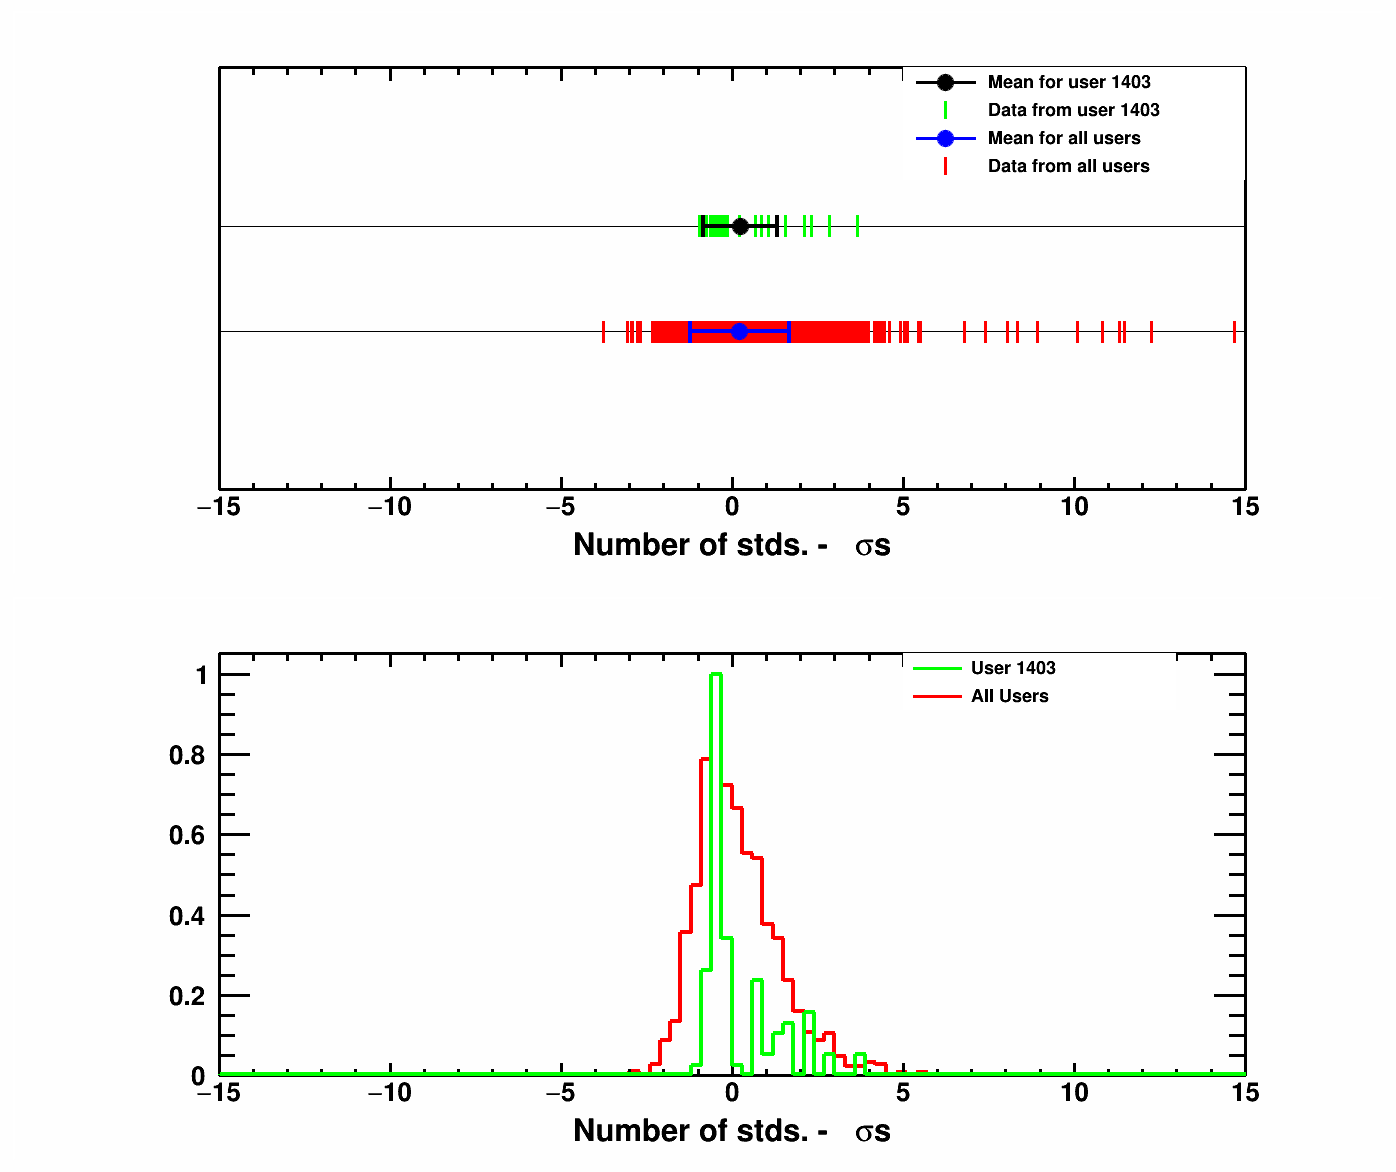 Mean for user 1403
Data from user 1403
Mean for all users
Data from all users
−15 −10 −5 0 5 10 15
Number of stds. - σs
User 1403
All Users
1
0.8
0.6
0.4
0.2
0
−15 −10 −5 0 5 10 15
Number of stds. - σs